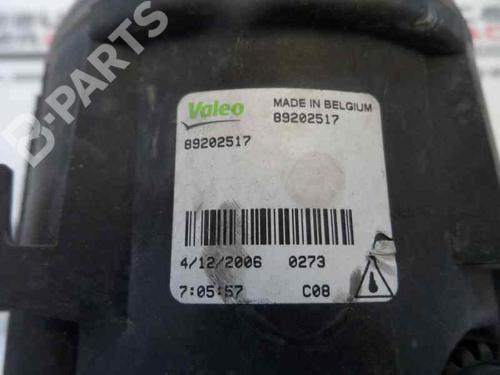 B-PARTS
Valeo
MADE IN BELGIUM
89202517
89202517
4/12/2006 0273
7:05:57 C08